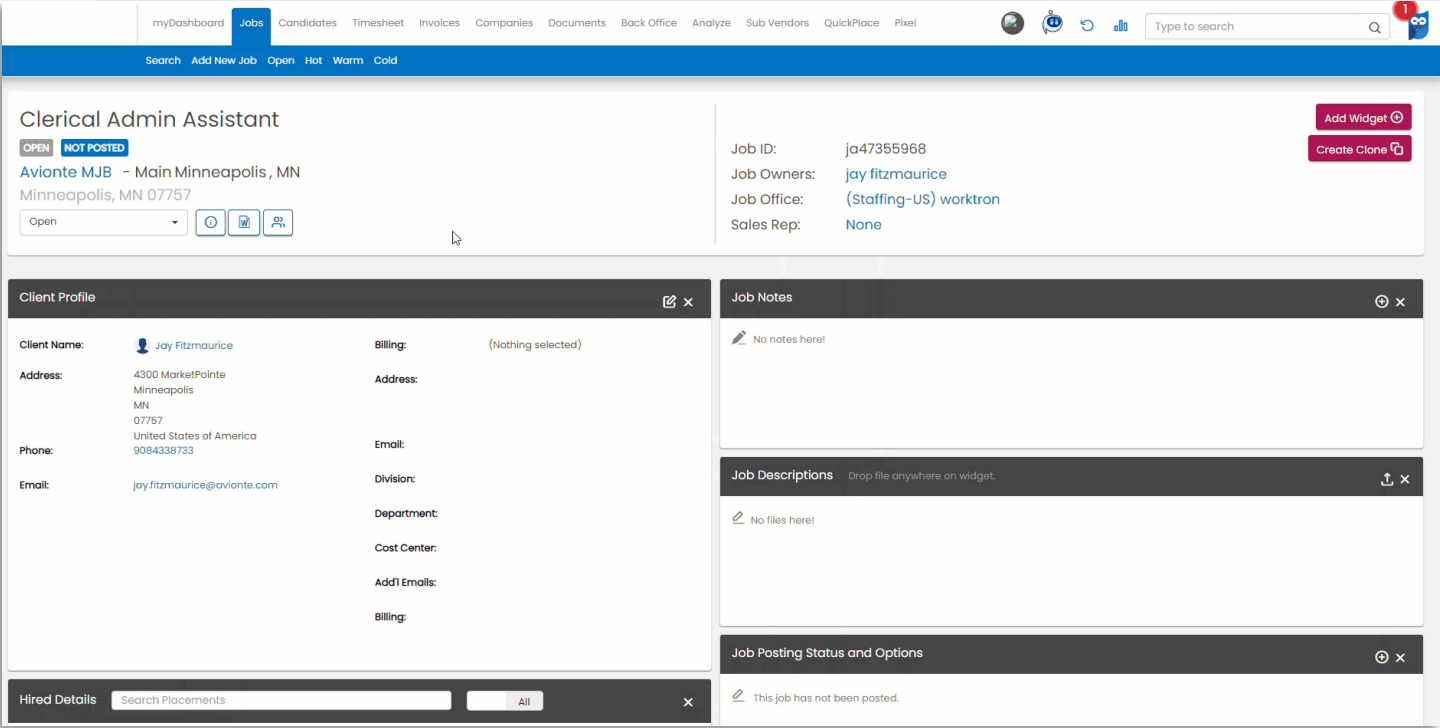 myDashboard Jobs Candidates Timesheet Invoices Companies Documents Back Office Analyze Sub Vendors QuickPlace Pixel Type to search 1
Search Add New Job Open Hot Warm Cold
Clerical Admin Assistant
OPEN NOT POSTED
Avionte MJB - Main Minneapolis , MN
Minneapolis, MN 07757
Open
Job ID: ja47355968
Job Owners: jay fitzmaurice
Job Office: (Staffing-US) worktron
Sales Rep: None
Add Widget
Create Clone
Client Profile
Client Name: Jay Fitzmaurice
Address: 4300 MarketPointe
Minneapolis
MN
07757
United States of America
Phone: 9084338733
Email: jay.fitzmaurice@avionte.com
Billing: (Nothing selected)
Address:
Email:
Division:
Department:
Cost Center:
Add'l Emails:
Billing:
Hired Details Search Placements All
Job Notes
No notes here!
Job Descriptions Drop file anywhere on widget.
No files here!
Job Posting Status and Options
This job has not been posted.